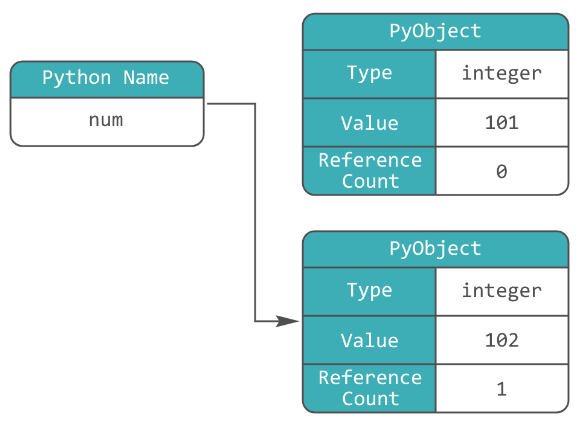 Python Name
num
PyObject
Type integer
Value 101
Reference
Count 0
PyObject
Type integer
Value 102
Reference
Count 1